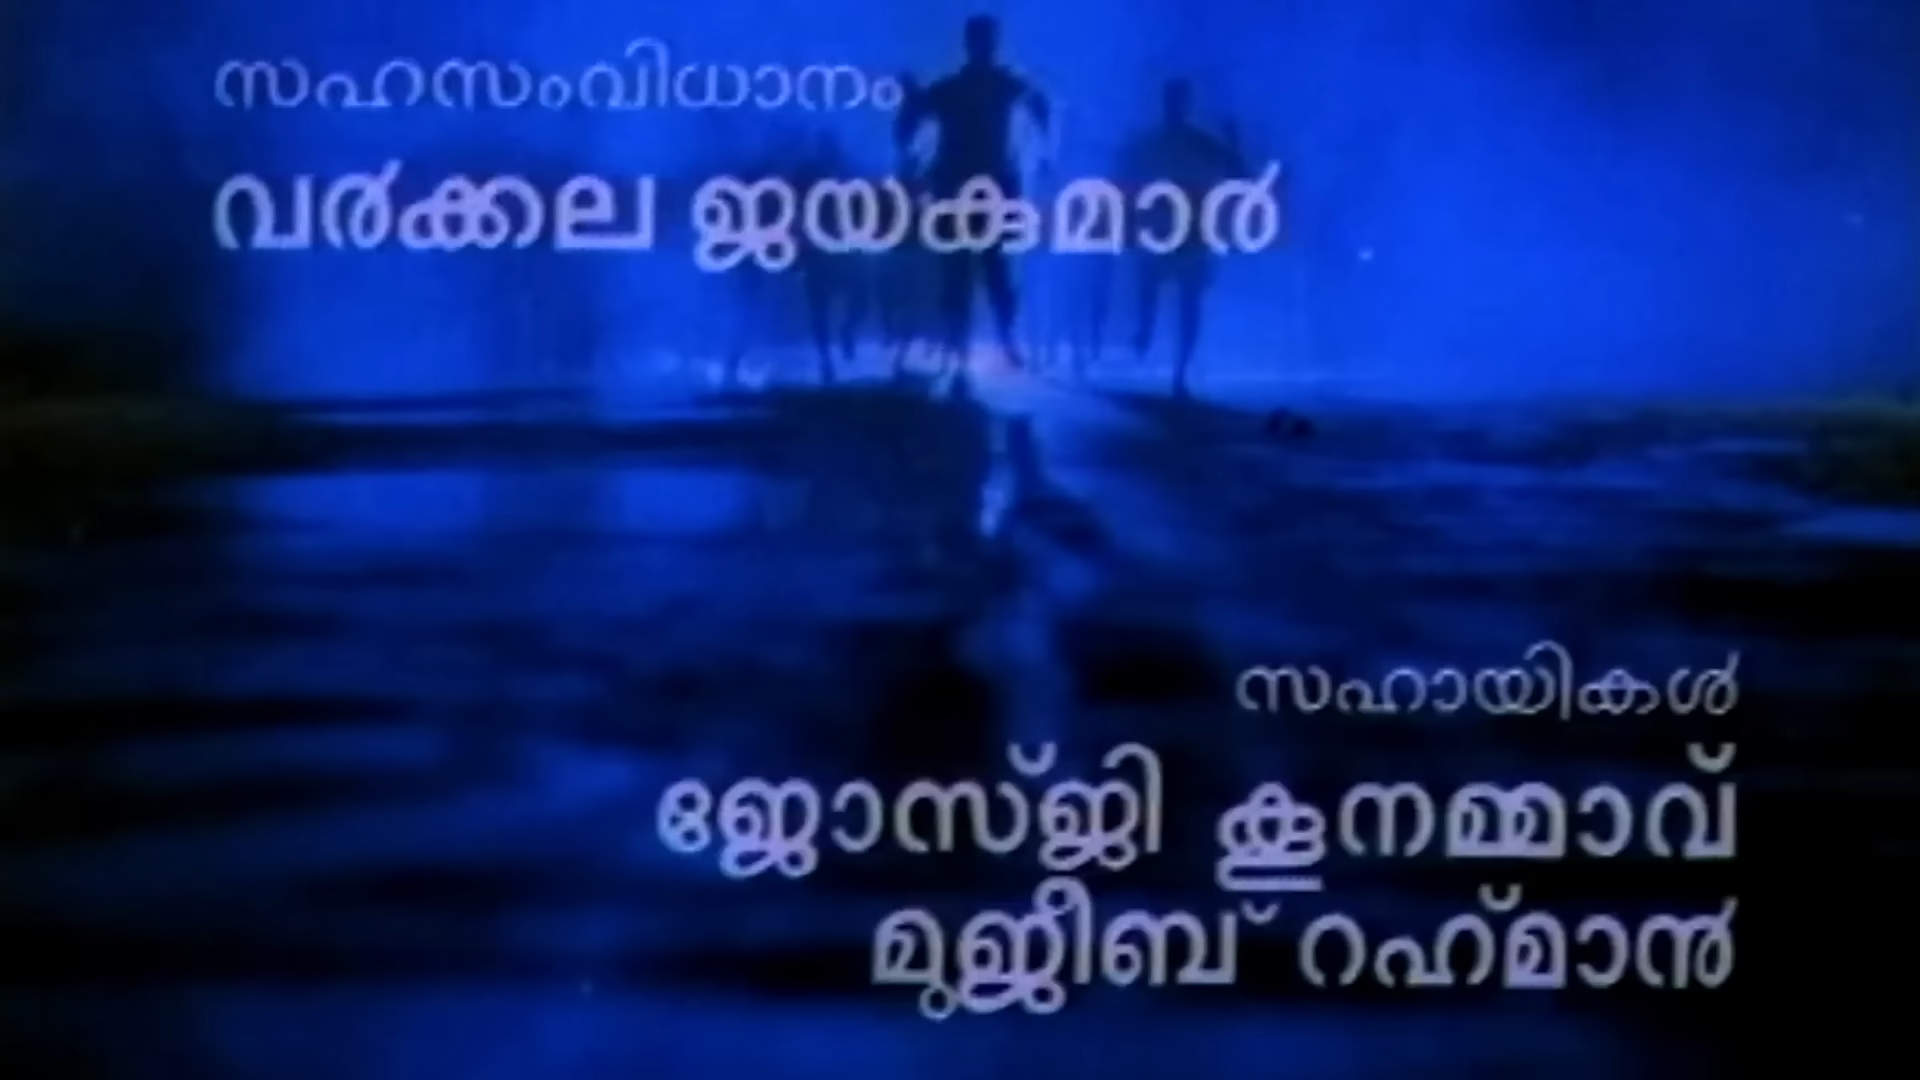 സഹസംവിധാനം
വർക്കല ജയകുമാർ
സഹായികൾ
ജോസ്ജി കൂനമ്മാവ്
മുജീബ് റഹ്മാൻ